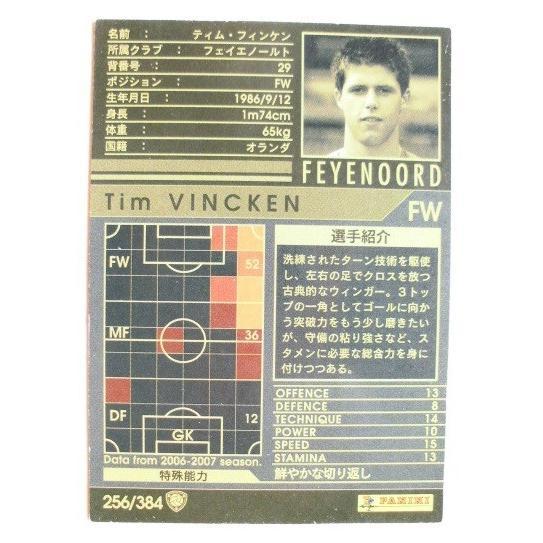 名前：ティム・フィンケン
所属クラブ：フェイエノールト
背番号：29
ポジション：FW
生年月日：1986/9/12
身長：1m74cm
体重：65kg
国籍：オランダ
FEYENOORD
Tim VINCKEN
FW
FW 52
MF 36
DF 12
GK
Data from 2006-2007 season.
特殊能力
選手紹介
洗練されたターン技術を駆使
し、左右の足でクロスを放つ
古典的なウィンガー。3トッ
プの一角としてゴールに向か
う突破力をもう少し磨きたい
が、守備の粘り強さなど、ス
タメンに必要な総合力を身に
付けつつある。
OFFENCE 13
DEFENCE 8
TECHNIQUE 14
POWER 10
SPEED 15
STAMINA 13
鮮やかな切り返し
256/384
PANINI